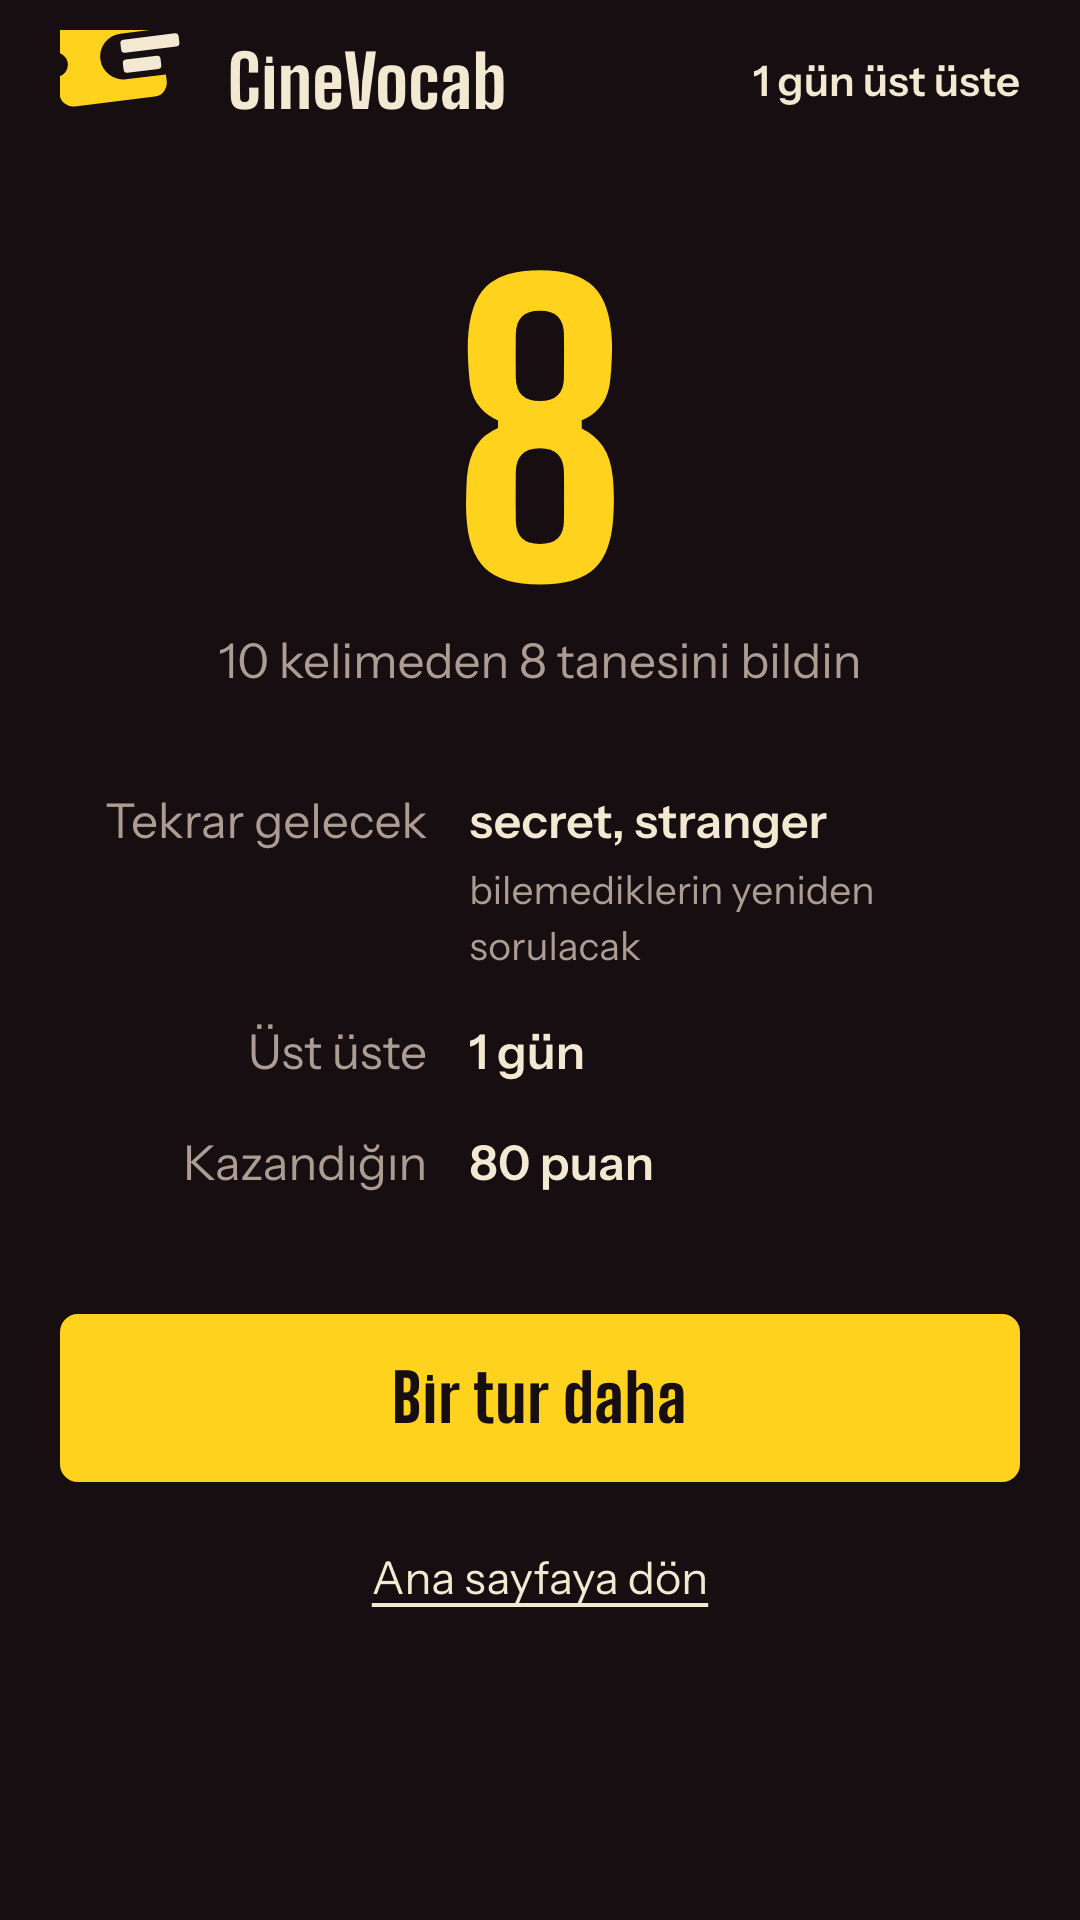 CineVocab
1 gün üst üste
8
10 kelimeden 8 tanesini bildin
Tekrar gelecek secret, stranger
bilemediklerin yeniden
sorulacak
Üst üste 1 gün
Kazandığın 80 puan
Bir tur daha
Ana sayfaya dön